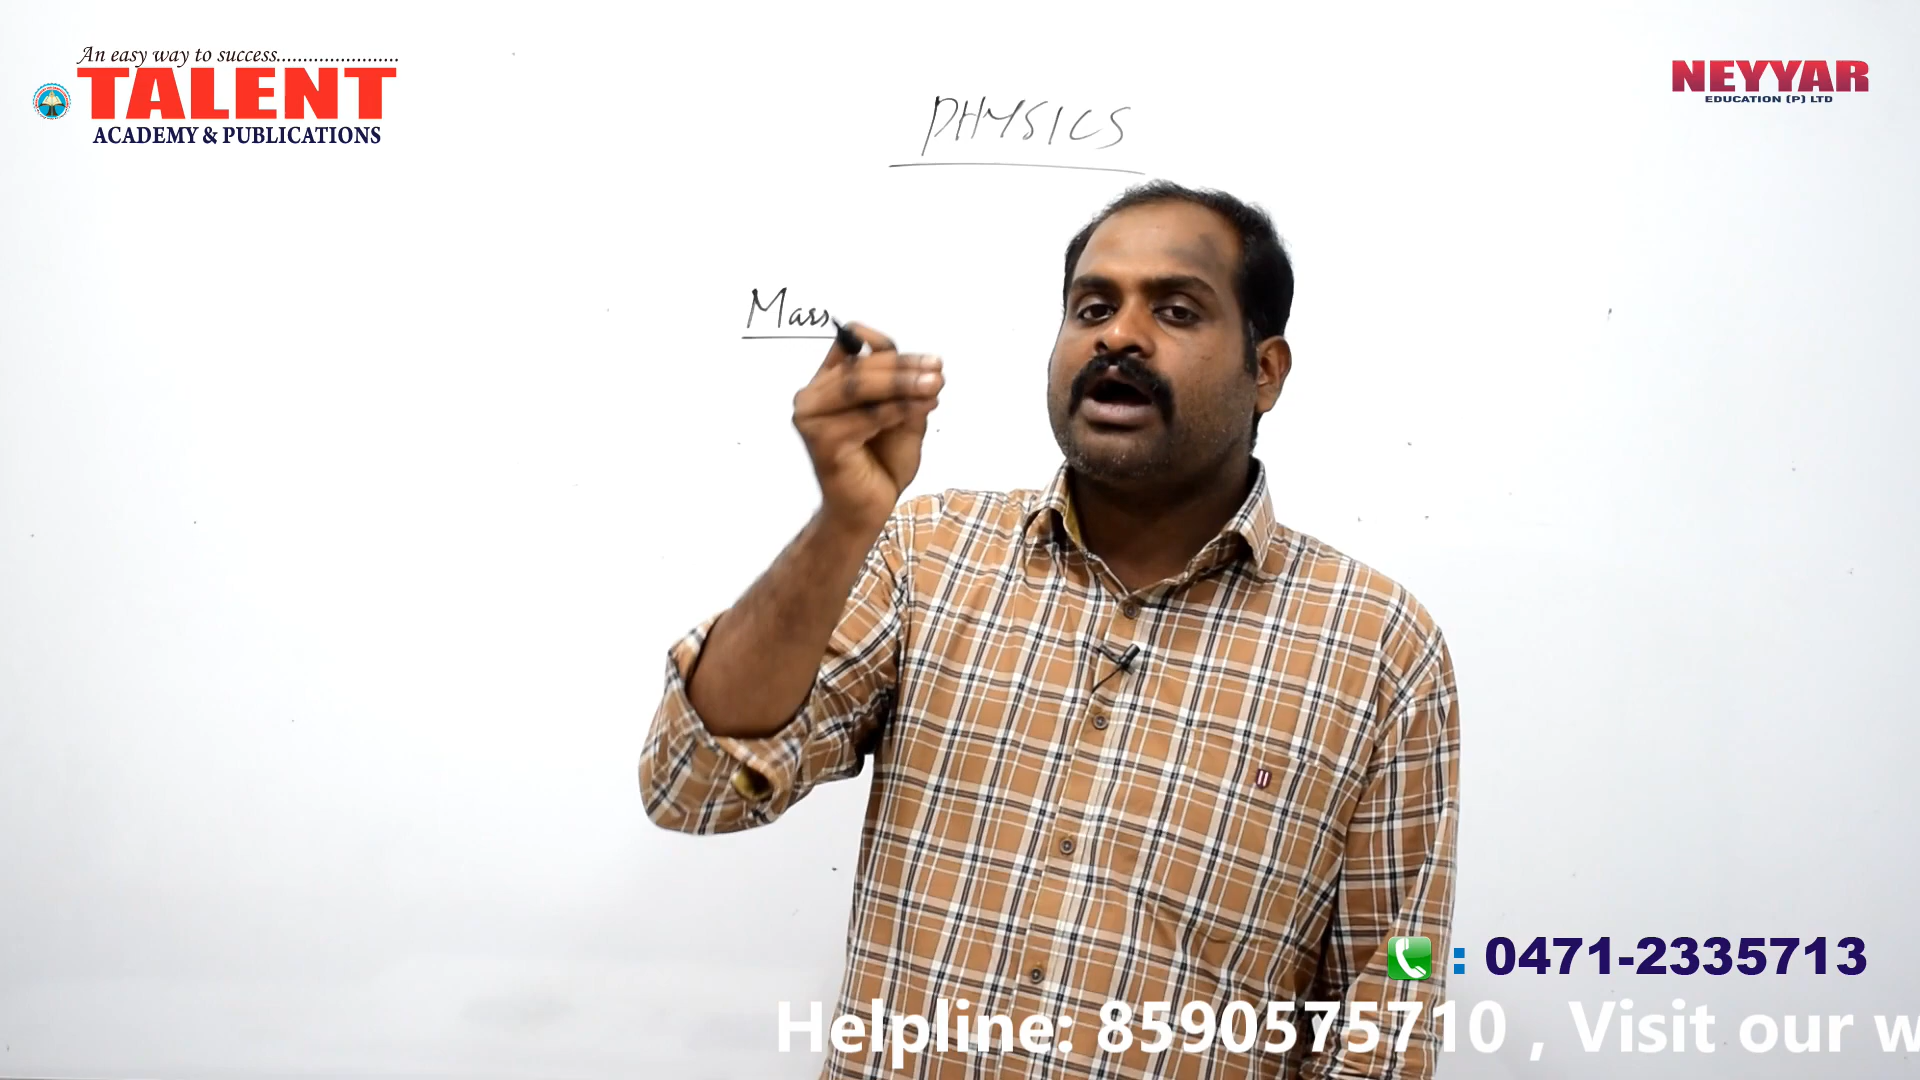 An easy way to success......................
TALENT
ACADEMY & PUBLICATIONS
NEYYAR
EDUCATION (P) LTD
PHYSICS
Mass
: 0471-2335713
Helpline: 8590575710 , Visit our w